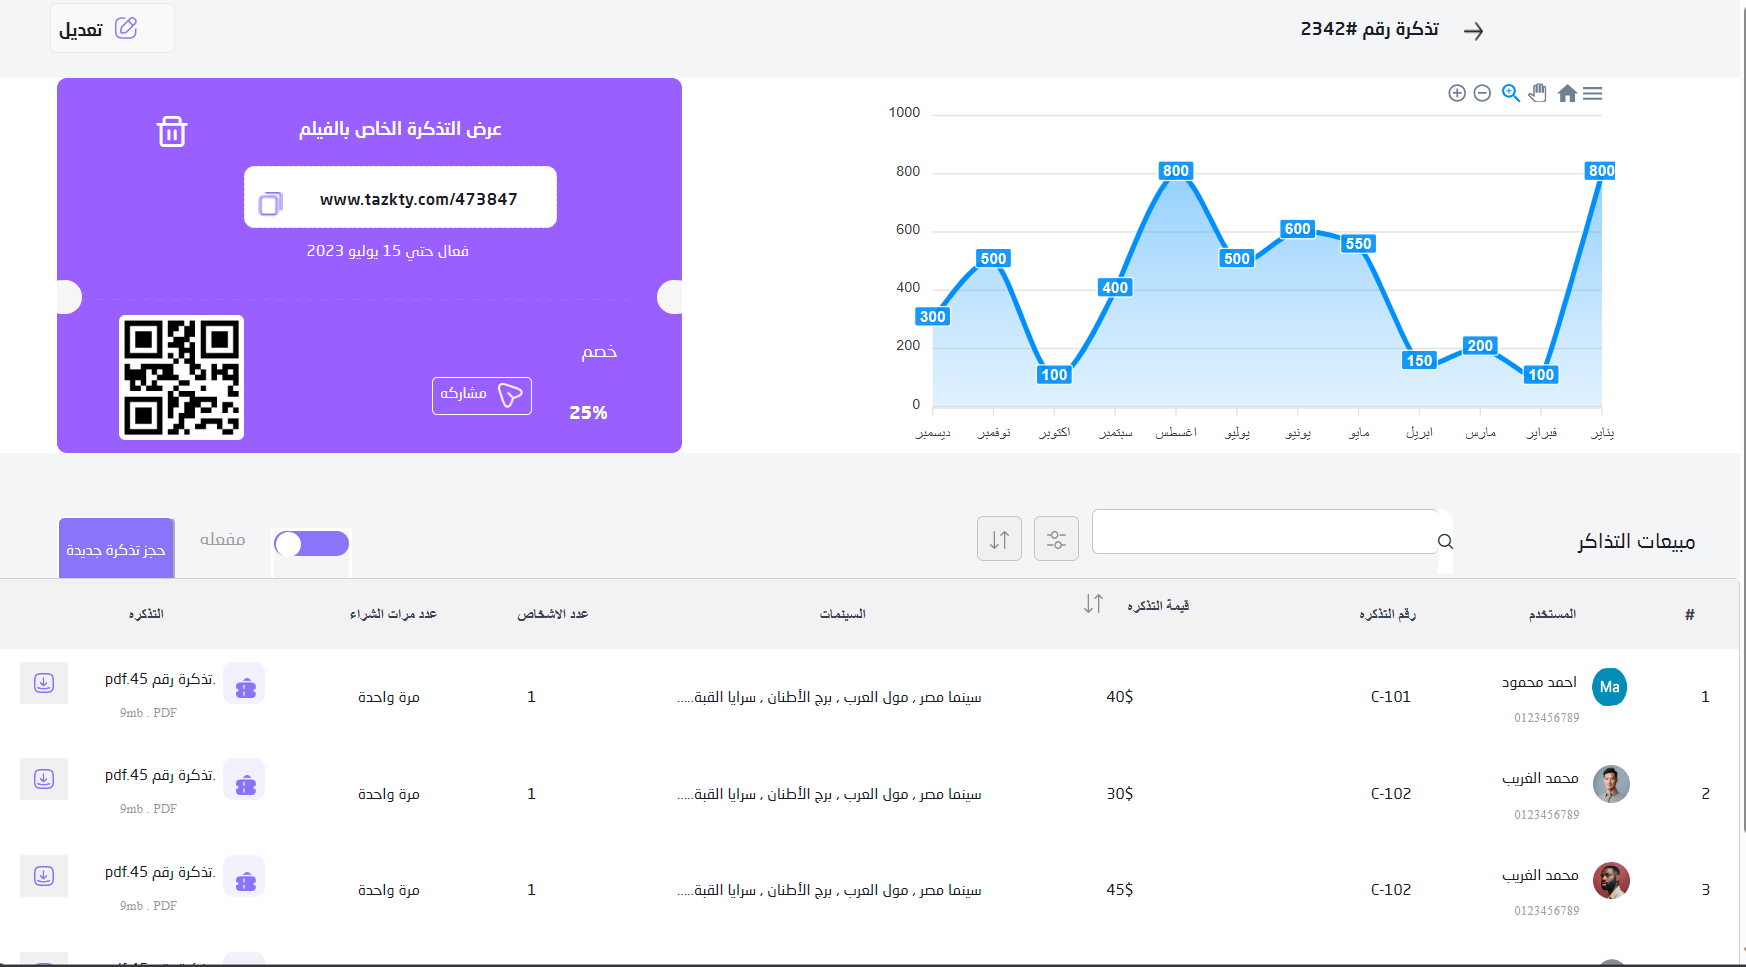 تذكرة رقم #2342
تعديل
عرض التذكرة الخاص بالفيلم
www.tazkty.com/473847
فعال حتي 15 يوليو 2023
خصم
25%
مشاركه
1000
800
600
400
200
0
800
100
200
150
550
600
500
800
400
100
500
300
يناير
فبراير
مارس
ابريل
مايو
يونيو
يوليو
اغسطس
سبتمبر
اكتوبر
نوفمبر
ديسمبر
مبيعات التذاكر
مفعله
حجز تذكرة جديدة
# المستخدم رقم التذكره قيمة التذكره السينمات عدد الاشخاص عدد مرات الشراء التذكره
1 Ma احمد محمود C-101 40$ سينما مصر , مول العرب , برج الأطنان , سرايا القبة..... 1 مرة واحدة تذكرة رقم 45.pdf.
0123456789 9mb . PDF
2 محمد الغريب C-102 30$ سينما مصر , مول العرب , برج الأطنان , سرايا القبة..... 1 مرة واحدة تذكرة رقم 45.pdf.
0123456789 9mb . PDF
3 محمد الغريب C-102 45$ سينما مصر , مول العرب , برج الأطنان , سرايا القبة..... 1 مرة واحدة تذكرة رقم 45.pdf.
0123456789 9mb . PDF